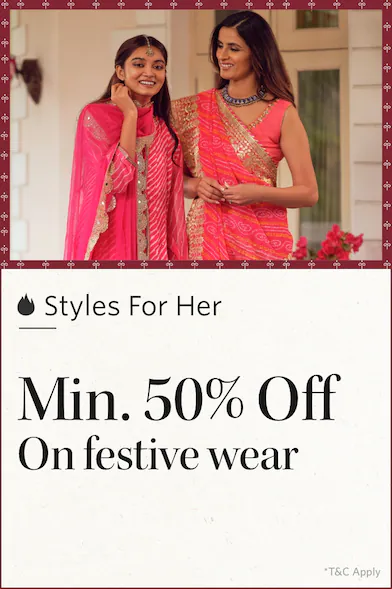 Styles For Her
Min. 50% Off
On festive wear
*T&C Apply